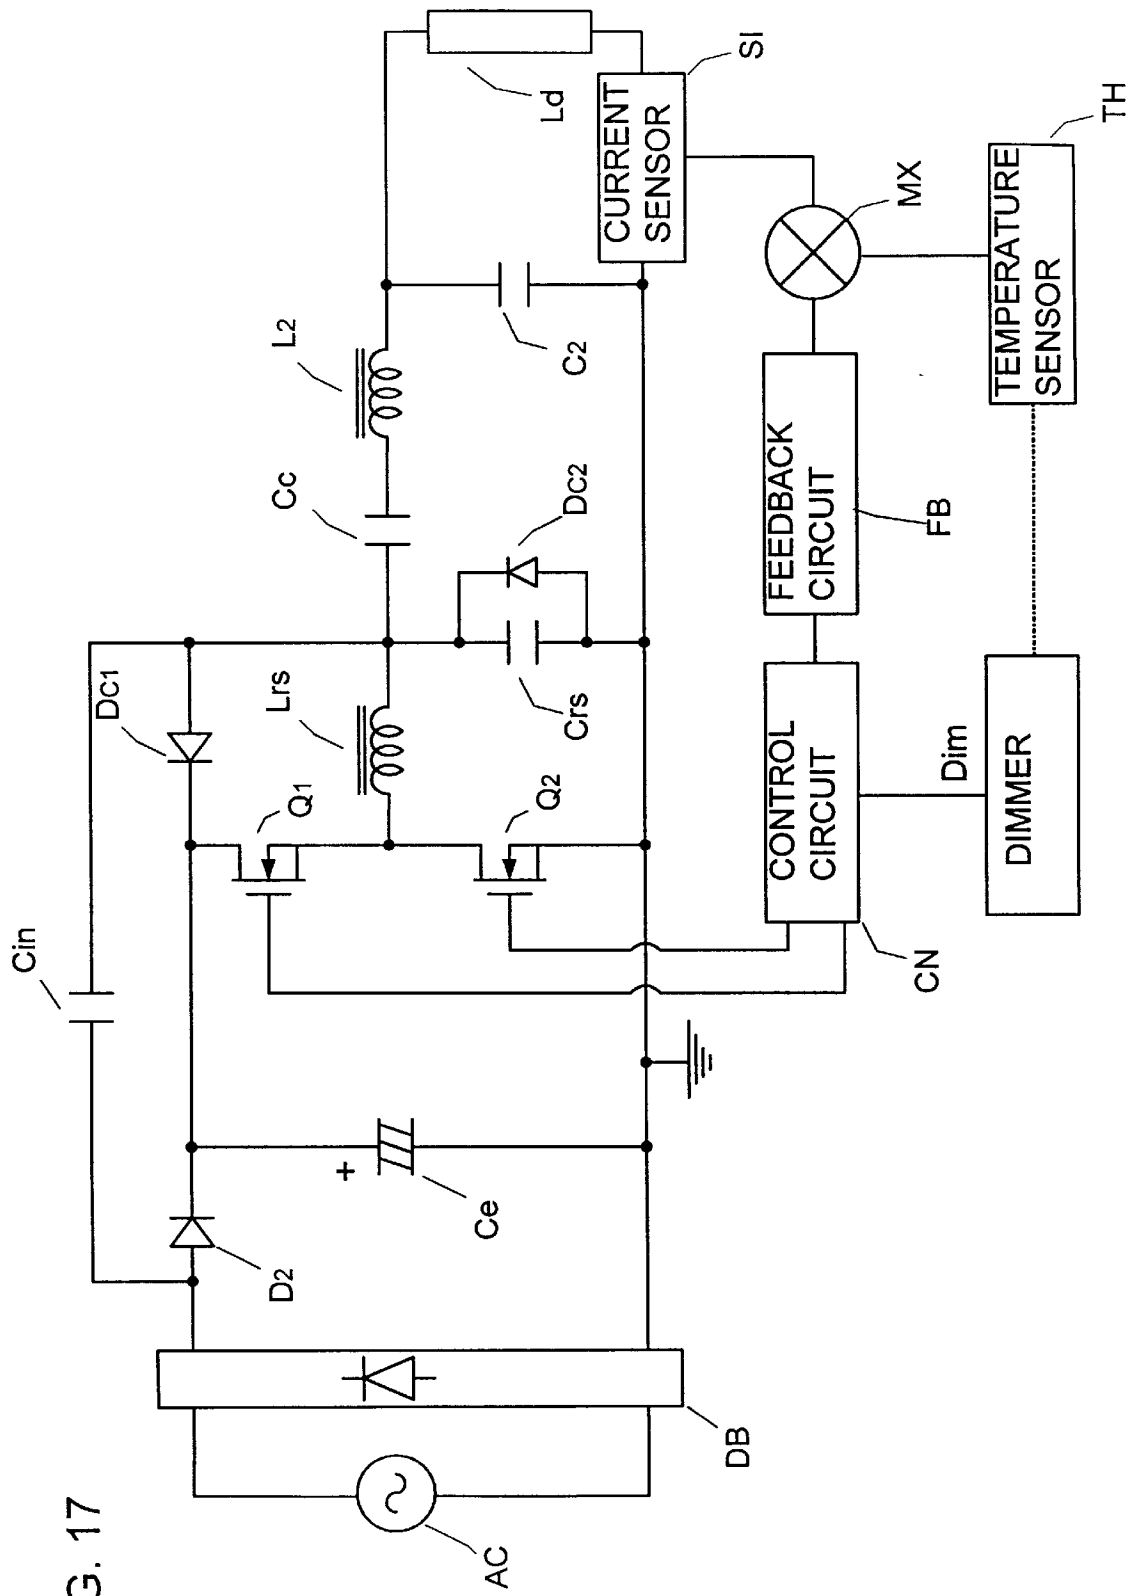 G. 17
AC
DB
D2
Cin
Ce
DC1
Q1
Q2
Lrs
Crs
DC2
Cc
L2
C2
Ld
SI
CURRENT
SENSOR
MX
TH
TEMPERATURE
SENSOR
FEEDBACK
CIRCUIT
FB
CONTROL
CIRCUIT
CN
Dim
DIMMER
+